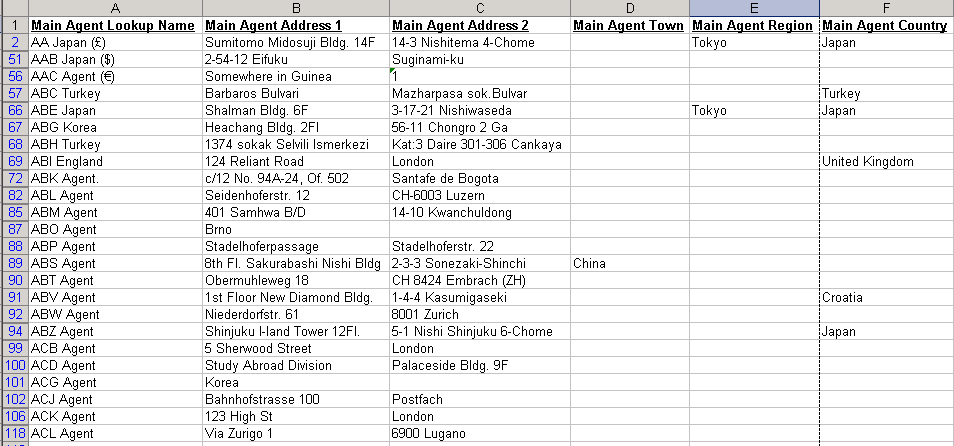 A B C D E F
1 Main Agent Lookup Name Main Agent Address 1 Main Agent Address 2 Main Agent Town Main Agent Region Main Agent Country
2 AA Japan (£) Sumitomo Midosuji Bldg. 14F 14-3 Nishitema 4-Chome Tokyo Japan
51 AAB Japan ($) 2-54-12 Eifuku Suginami-ku
56 AAC Agent (€) Somewhere in Guinea 1
57 ABC Turkey Barbaros Bulvari Mazharpasa sok.Bulvar Turkey
66 ABE Japan Shalman Bldg. 6F 3-17-21 Nishiwaseda Tokyo Japan
67 ABG Korea Heachang Bldg. 2Fl 56-11 Chongro 2 Ga
68 ABH Turkey 1374 sokak Selvili Ismerkezi Kat:3 Daire 301-306 Cankaya
69 ABI England 124 Reliant Road London United Kingdom
72 ABK Agent. c/12 No. 94A-24, Of. 502 Santafe de Bogota
82 ABL Agent Seidenhoferstr. 12 CH-6003 Luzern
85 ABM Agent 401 Samhwa B/D 14-10 Kwanchuldong
87 ABO Agent Brno
88 ABP Agent Stadelhoferpassage Stadelhoferstr. 22
89 ABS Agent 8th Fl. Sakurabashi Nishi Bldg 2-3-3 Sonezaki-Shinchi China
90 ABT Agent Obermuhleweg 18 CH 8424 Embrach (ZH)
91 ABV Agent 1st Floor New Diamond Bldg. 1-4-4 Kasumigaseki Croatia
92 ABW Agent Niederdorfstr. 61 8001 Zurich
94 ABZ Agent Shinjuku I-land Tower 12Fl. 5-1 Nishi Shinjuku 6-Chome Japan
99 ACB Agent 5 Sherwood Street London
100 ACD Agent Study Abroad Division Palaceside Bldg. 9F
101 ACG Agent Korea
102 ACJ Agent Bahnhofstrasse 100 Postfach
106 ACK Agent 123 High St London
118 ACL Agent Via Zurigo 1 6900 Lugano